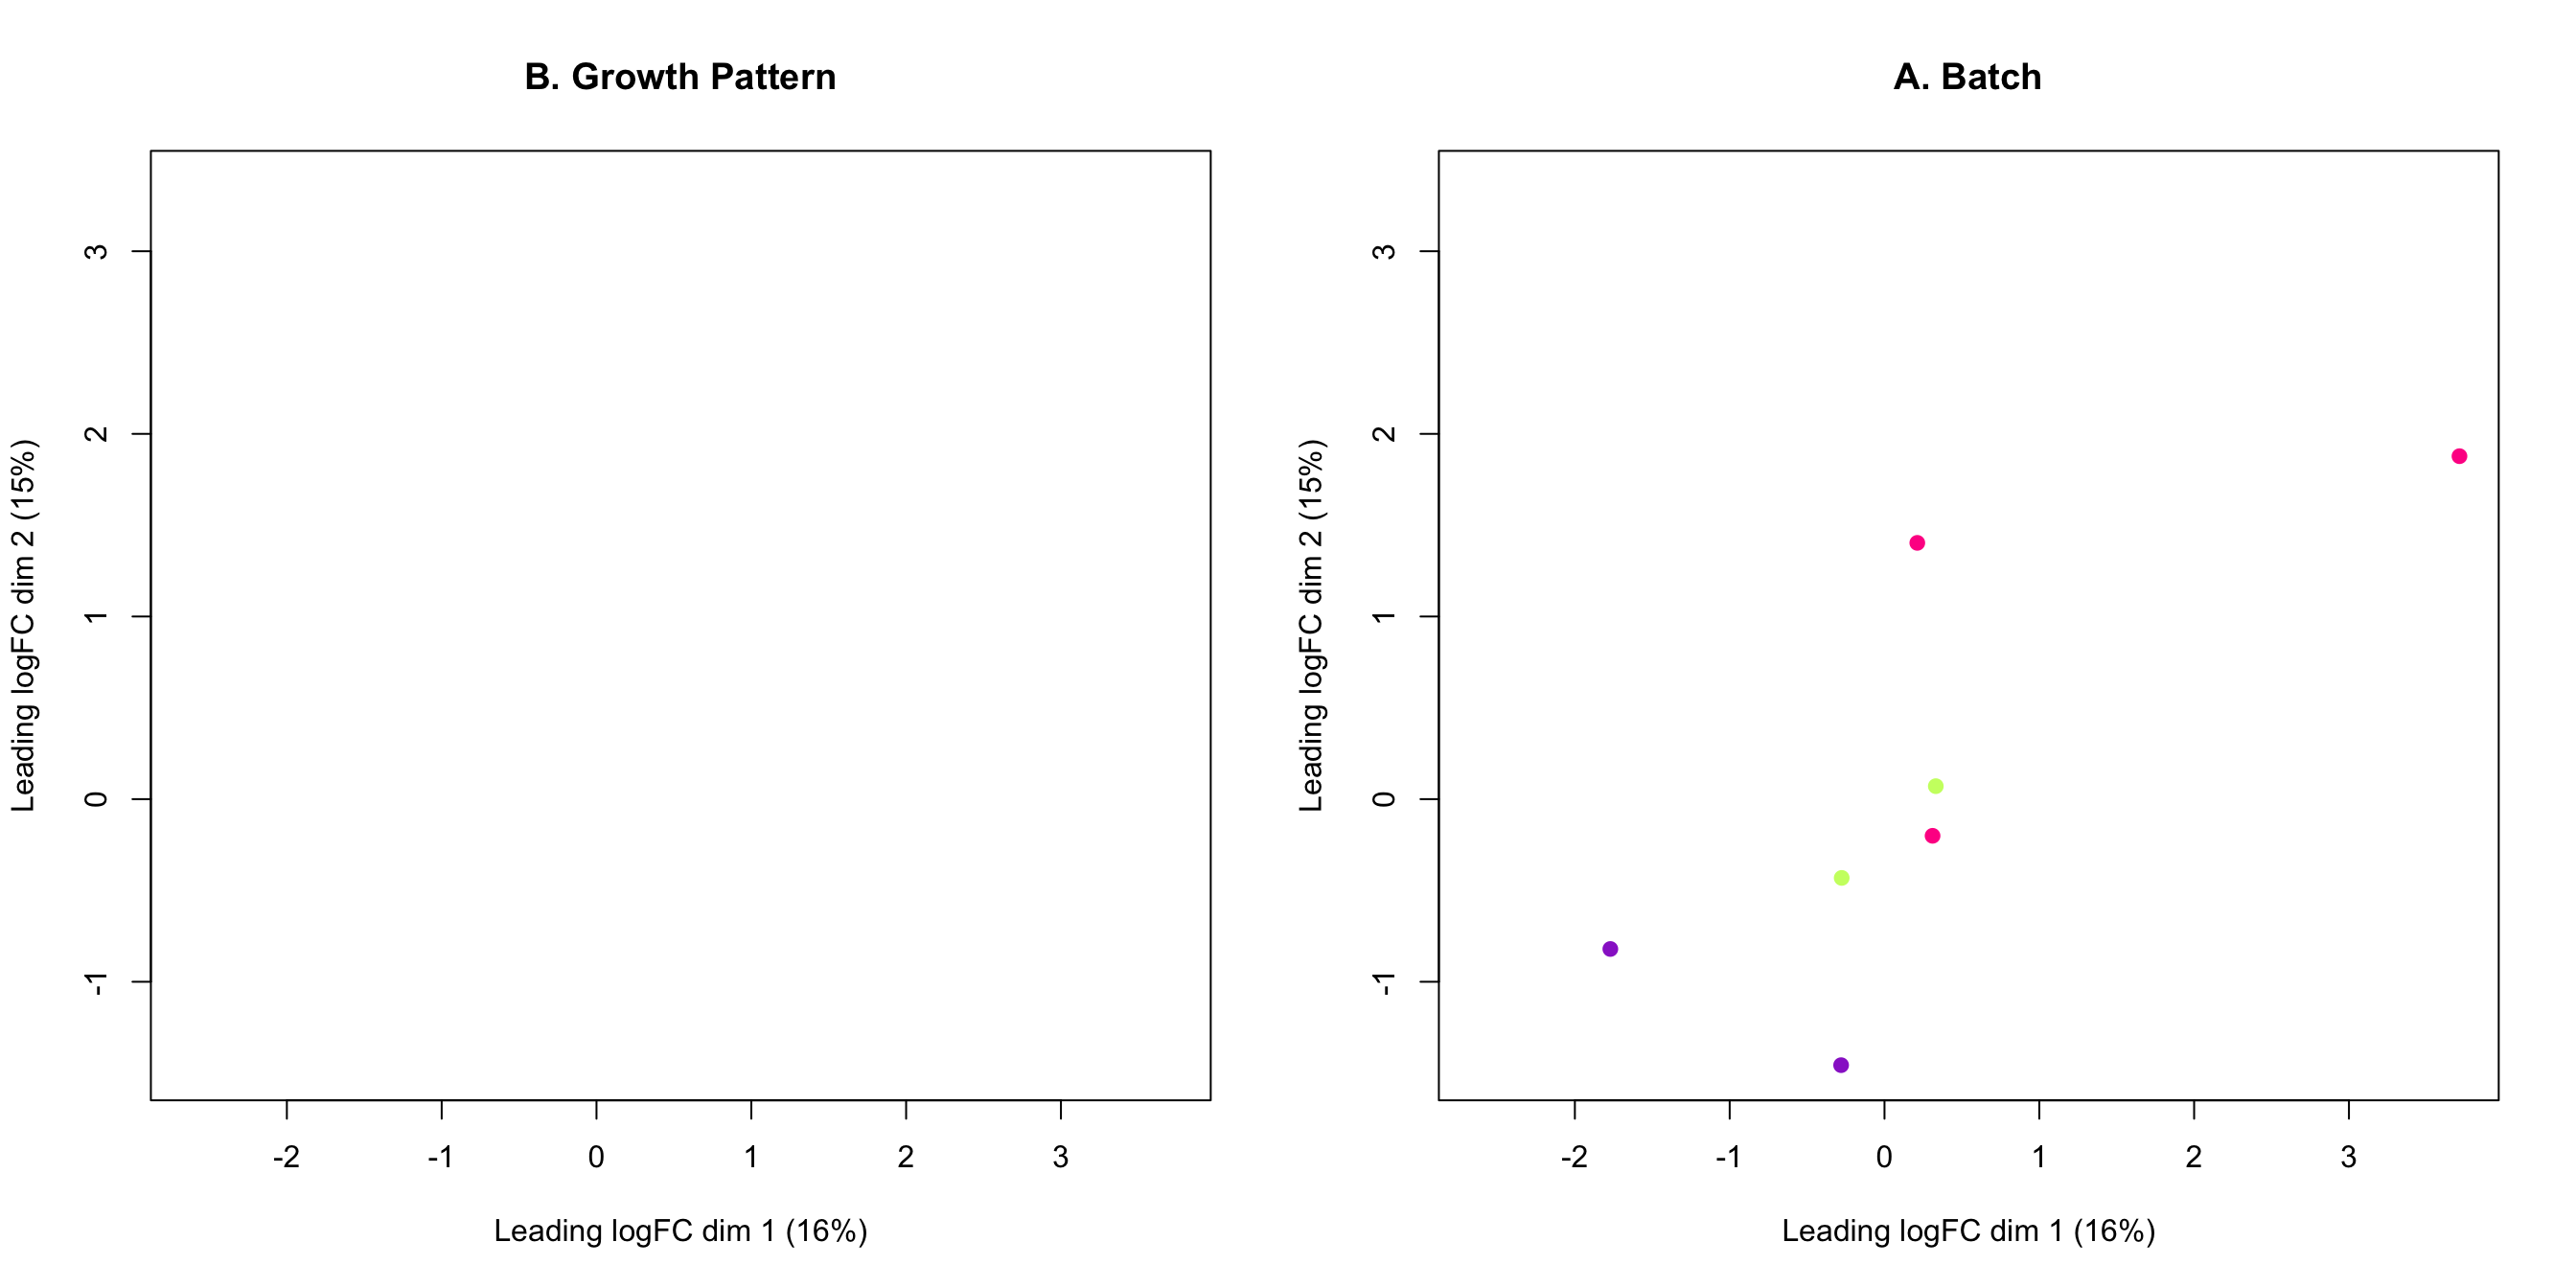 B. Growth Pattern
Leading logFC dim 2 (15%)
3
2
1
0
-1
-2 -1 0 1 2 3
Leading logFC dim 1 (16%)
A. Batch
Leading logFC dim 2 (15%)
3
2
1
0
-1
-2 -1 0 1 2 3
Leading logFC dim 1 (16%)